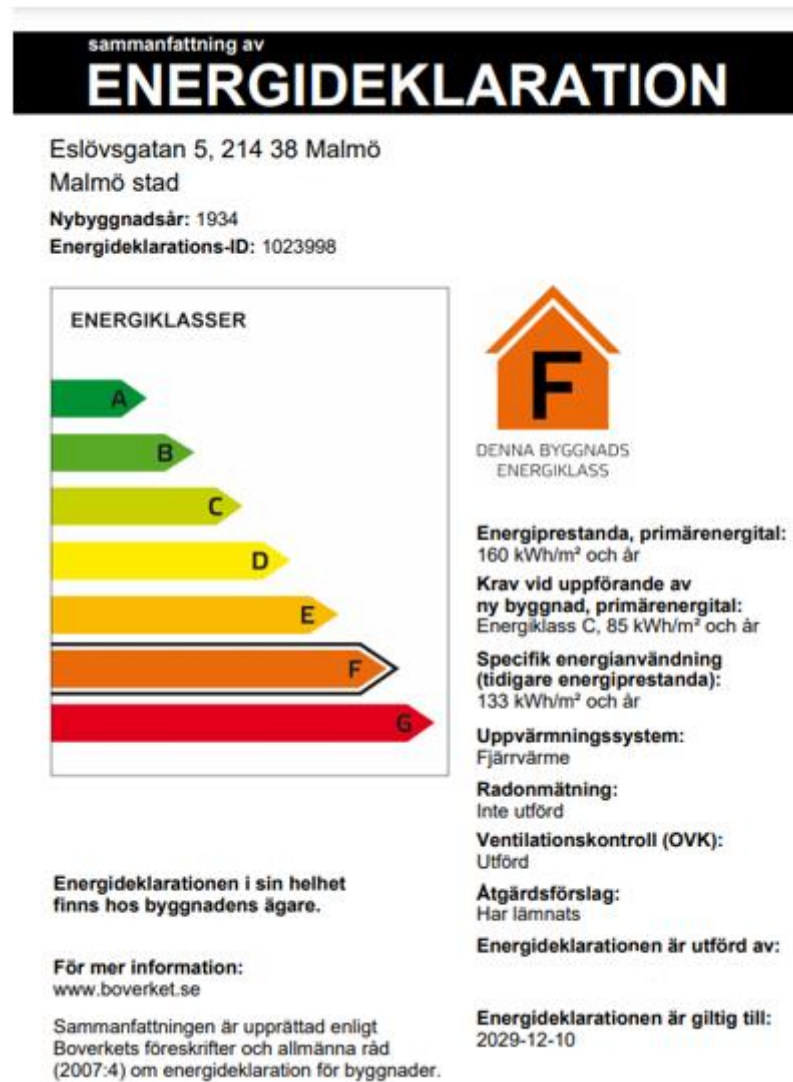 sammanfattning av
ENERGIDEKLARATION
Eslövsgatan 5, 214 38 Malmö
Malmö stad
Nybyggnadsår: 1934
Energideklarations-ID: 1023998
ENERGIKLASSER
A
B
C
D
E
F
G
F
DENNA BYGGNADS
ENERGIKLASS
Energiprestanda, primärenergital:
160 kWh/m² och år
Krav vid uppförande av
ny byggnad, primärenergital:
Energiklass C, 85 kWh/m² och år
Specifik energianvändning
(tidigare energiprestanda):
133 kWh/m² och år
Uppvärmningssystem:
Fjärrvärme
Radonmätning:
Inte utförd
Ventilationskontroll (OVK):
Utförd
Åtgärdsförslag:
Har lämnats
Energideklarationen är utförd av:
Energideklarationen är giltig till:
2029-12-10
Energideklarationen i sin helhet
finns hos byggnadens ägare.
För mer information:
www.boverket.se
Sammanfattningen är upprättad enligt
Boverkets föreskrifter och allmänna råd
(2007:4) om energideklaration för byggnader.